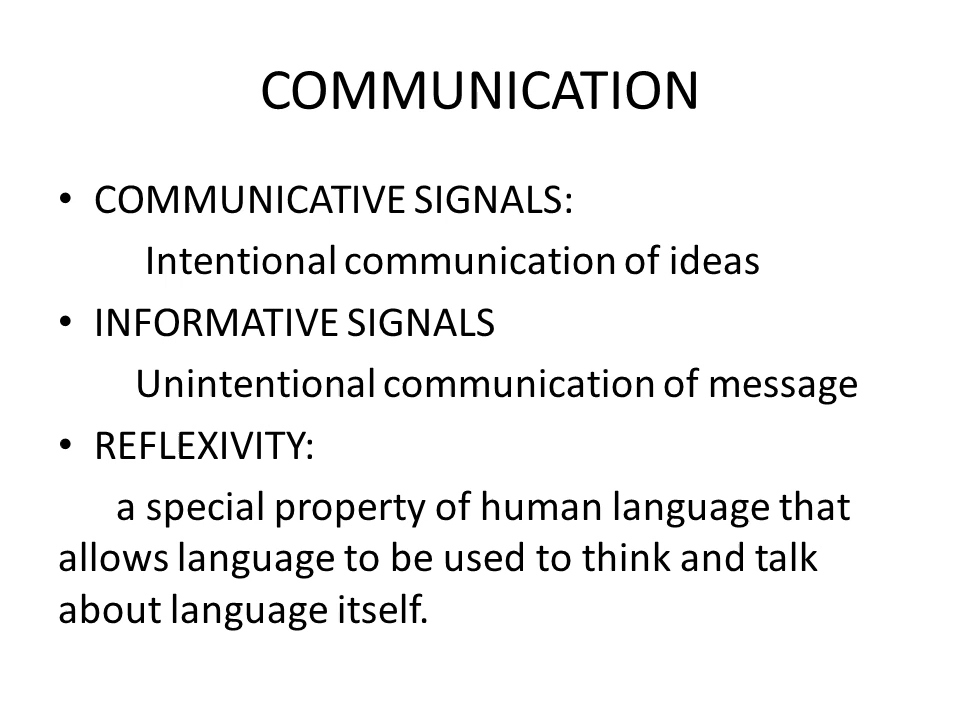 COMMUNICATION
• COMMUNICATIVE SIGNALS:
Intentional communication of ideas
• INFORMATIVE SIGNALS
Unintentional communication of message
• REFLEXIVITY:
a special property of human language that
allows language to be used to think and talk
about language itself.